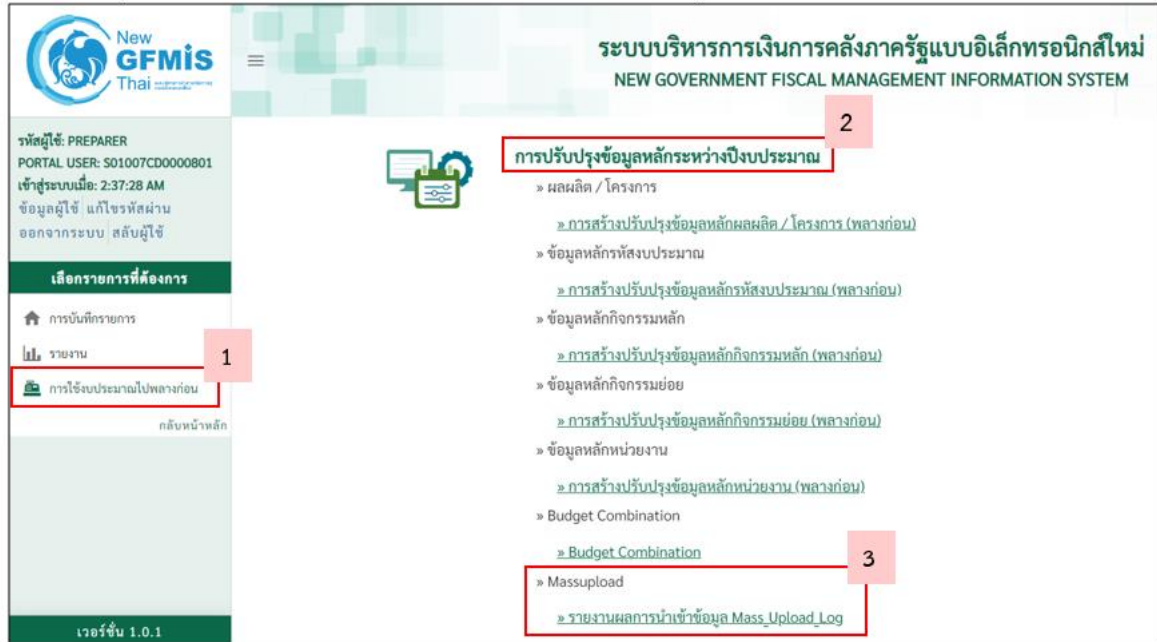 New
GFMIS
Thai
ระบบบริหารการเงินการคลังภาครัฐแบบอิเล็กทรอนิกส์ใหม่
NEW GOVERNMENT FISCAL MANAGEMENT INFORMATION SYSTEM
รหัสผู้ใช้: PREPARER
PORTAL USER: S01007CD0000801
เข้าสู่ระบบเมื่อ: 2:37:28 AM
ข้อมูลผู้ใช้ แก้ไขรหัสผ่าน
ออกจากระบบ สลับผู้ใช้
เลือกรายการที่ต้องการ
การบันทึกรายการ
รายงาน
1
การใช้งบประมาณไปพลางก่อน
กลับหน้าหลัก
เวอร์ชั่น 1.0.1
2
การปรับปรุงข้อมูลหลักระหว่างปีงบประมาณ
» ผลผลิต / โครงการ
» การสร้างปรับปรุงข้อมูลหลักผลผลิต / โครงการ (พลางก่อน)
» ข้อมูลหลักรหัสงบประมาณ
» การสร้างปรับปรุงข้อมูลหลักรหัสงบประมาณ (พลางก่อน)
» ข้อมูลหลักกิจกรรมหลัก
» การสร้างปรับปรุงข้อมูลหลักกิจกรรมหลัก (พลางก่อน)
» ข้อมูลหลักกิจกรรมย่อย
» การสร้างปรับปรุงข้อมูลหลักกิจกรรมย่อย (พลางก่อน)
» ข้อมูลหลักหน่วยงาน
» การสร้างปรับปรุงข้อมูลหลักหน่วยงาน (พลางก่อน)
» Budget Combination
» Budget Combination
3
» Massupload
» รายงานผลการนำเข้าข้อมูล Mass_Upload_Log